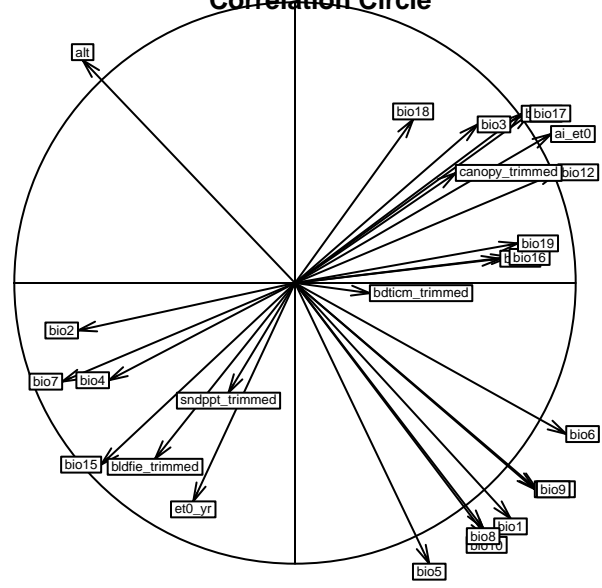 Correlation Circle
alt
bio18
bio17
bio3
ai_et0
canopy_trimmed
bio12
bio19
bio16
bdticm_trimmed
bio2
bio7
bio4
sndppt_trimmed
bio6
bio15
bldfie_trimmed
bio9
et0_yr
bio1
bio8
bio10
bio5